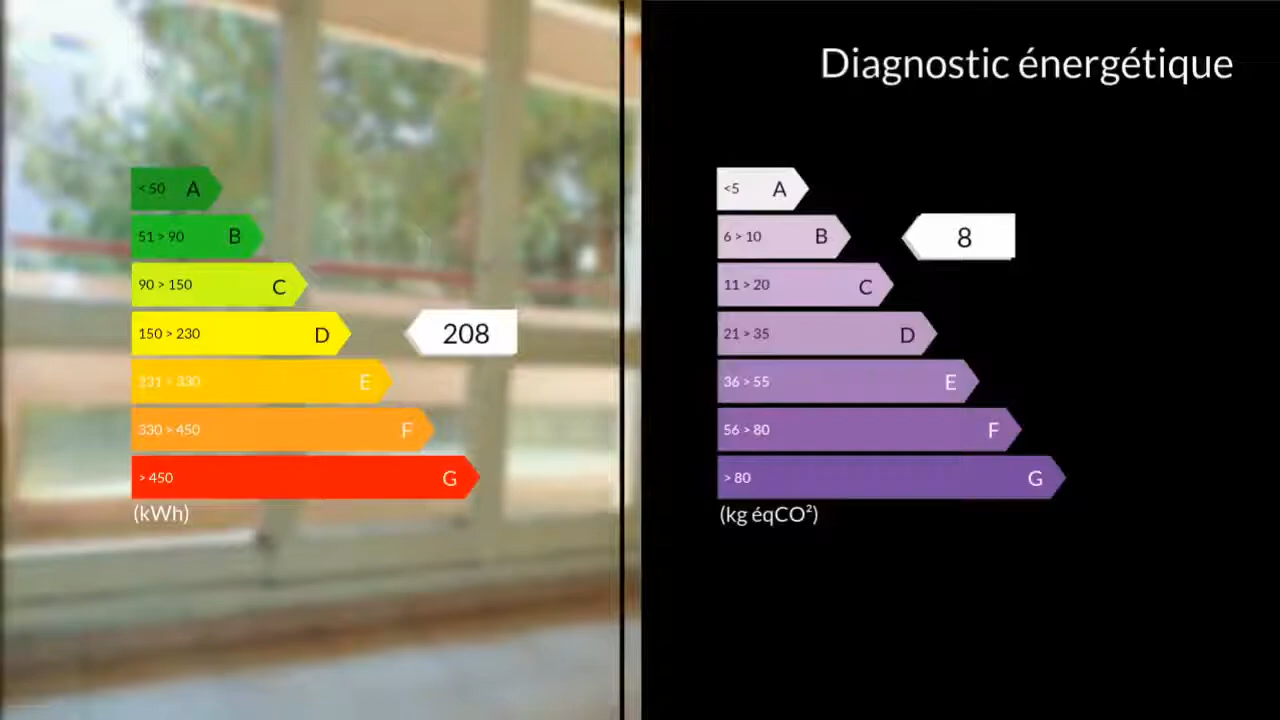 Diagnostic énergétique
< 50 A
51 > 90 B
90 > 150 C
150 > 230 D
208
231 > 330 E
330 > 450 F
> 450 G
(kWh)
<5 A
6 > 10 B
8
11 > 20 C
21 > 35 D
36 > 55 E
56 > 80 F
> 80 G
(kg éqCO²)